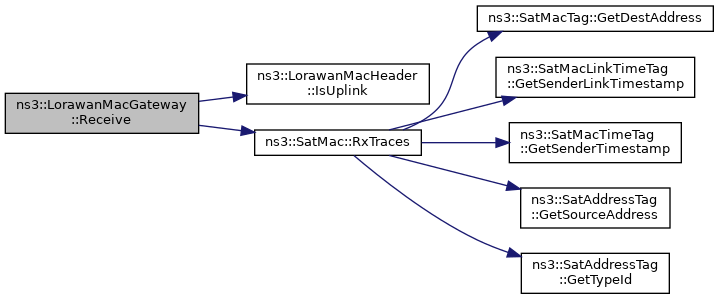 ns3::LorawanMacGateway
::Receive
ns3::LorawanMacHeader
::IsUplink
ns3::SatMac::RxTraces
ns3::SatMacTag::GetDestAddress
ns3::SatMacLinkTimeTag
::GetSenderLinkTimestamp
ns3::SatMacTimeTag
::GetSenderTimestamp
ns3::SatAddressTag
::GetSourceAddress
ns3::SatAddressTag
::GetTypeId